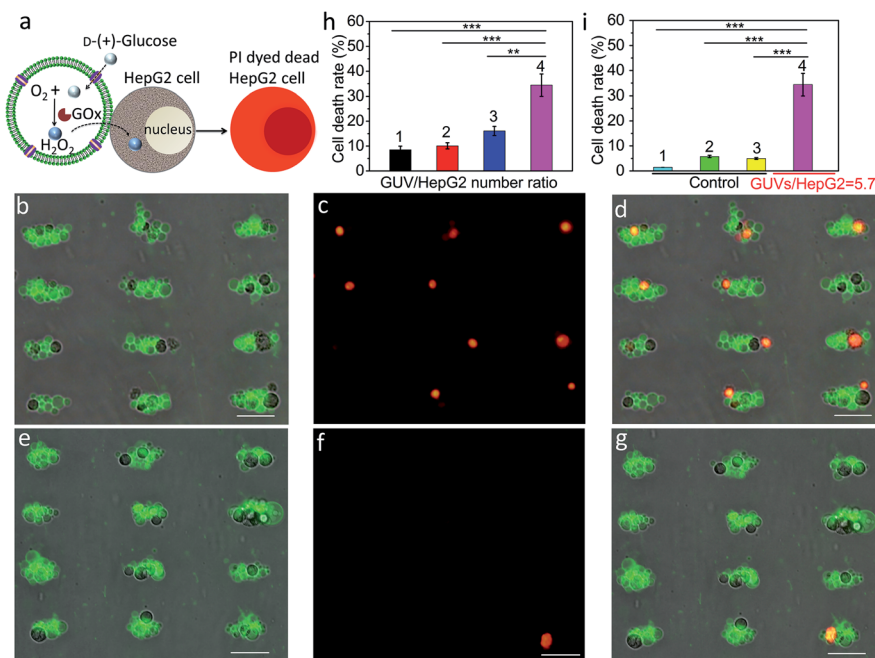 a
D-(+)-Glucose
O₂ +
GOx
H₂O₂
HepG2 cell
nucleus
PI dyed dead
HepG2 cell
h
Cell death rate (%)
60
50
40
30
20
10
0
***
***
**
1
2
3
4
GUV/HepG2 number ratio
i
Cell death rate (%)
60
50
40
30
20
10
0
***
***
***
1
2
3
4
Control
GUVs/HepG2=5.7
b
c
d
e
f
g